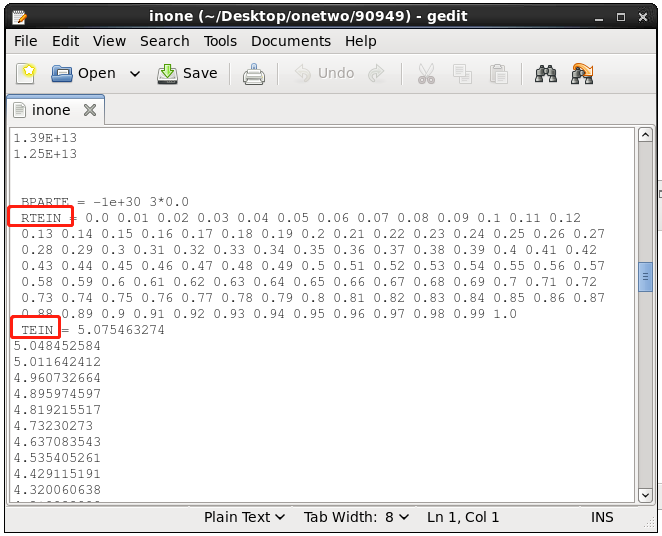 inone (~/Desktop/onetwo/90949) - gedit
File Edit View Search Tools Documents Help
Open Save Undo
inone
1.39E+13
1.25E+13
BPARTE = -1e+30 3*0.0
RTEIN = 0.0 0.01 0.02 0.03 0.04 0.05 0.06 0.07 0.08 0.09 0.1 0.11 0.12
0.13 0.14 0.15 0.16 0.17 0.18 0.19 0.2 0.21 0.22 0.23 0.24 0.25 0.26 0.27
0.28 0.29 0.3 0.31 0.32 0.33 0.34 0.35 0.36 0.37 0.38 0.39 0.4 0.41 0.42
0.43 0.44 0.45 0.46 0.47 0.48 0.49 0.5 0.51 0.52 0.53 0.54 0.55 0.56 0.57
0.58 0.59 0.6 0.61 0.62 0.63 0.64 0.65 0.66 0.67 0.68 0.69 0.7 0.71 0.72
0.73 0.74 0.75 0.76 0.77 0.78 0.79 0.8 0.81 0.82 0.83 0.84 0.85 0.86 0.87
0.88 0.89 0.9 0.91 0.92 0.93 0.94 0.95 0.96 0.97 0.98 0.99 1.0
TEIN = 5.075463274
5.048452584
5.011642412
4.960732664
4.895974597
4.819215517
4.73230273
4.637083543
4.535405261
4.429115191
4.320060638
Plain Text Tab Width: 8 Ln 1, Col 1 INS